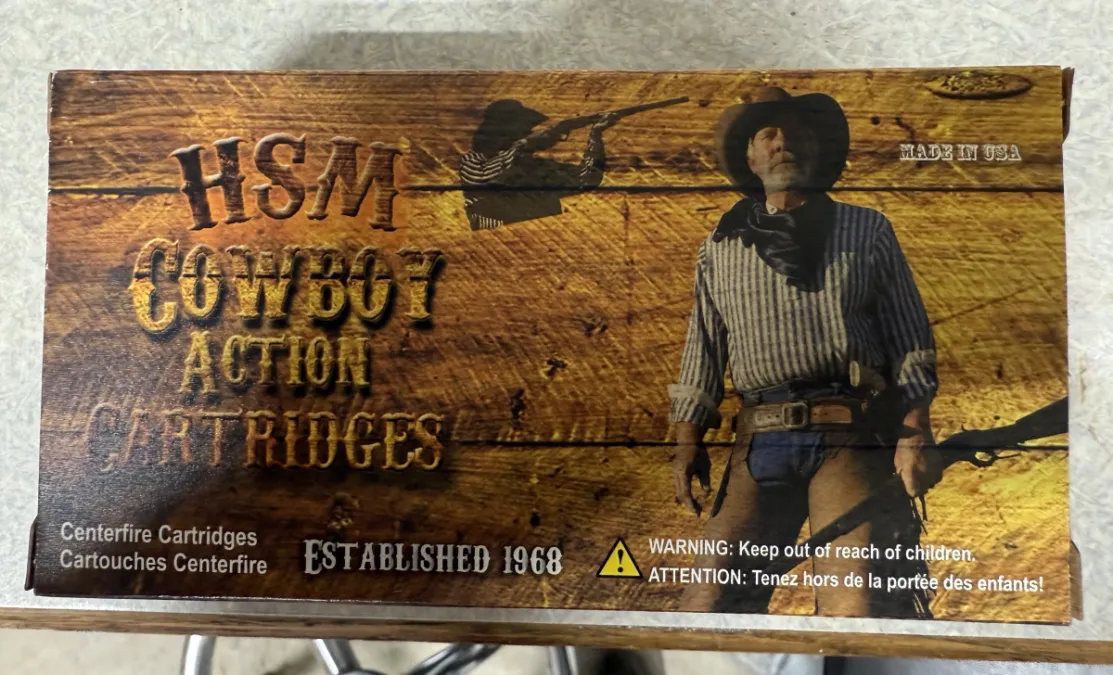 HSM
COWBOY
ACTION
CARTRIDGES
MADE IN USA
Centerfire Cartridges
Cartouches Centerfire
ESTABLISHED 1968
WARNING: Keep out of reach of children.
ATTENTION: Tenez hors de la portée des enfants!